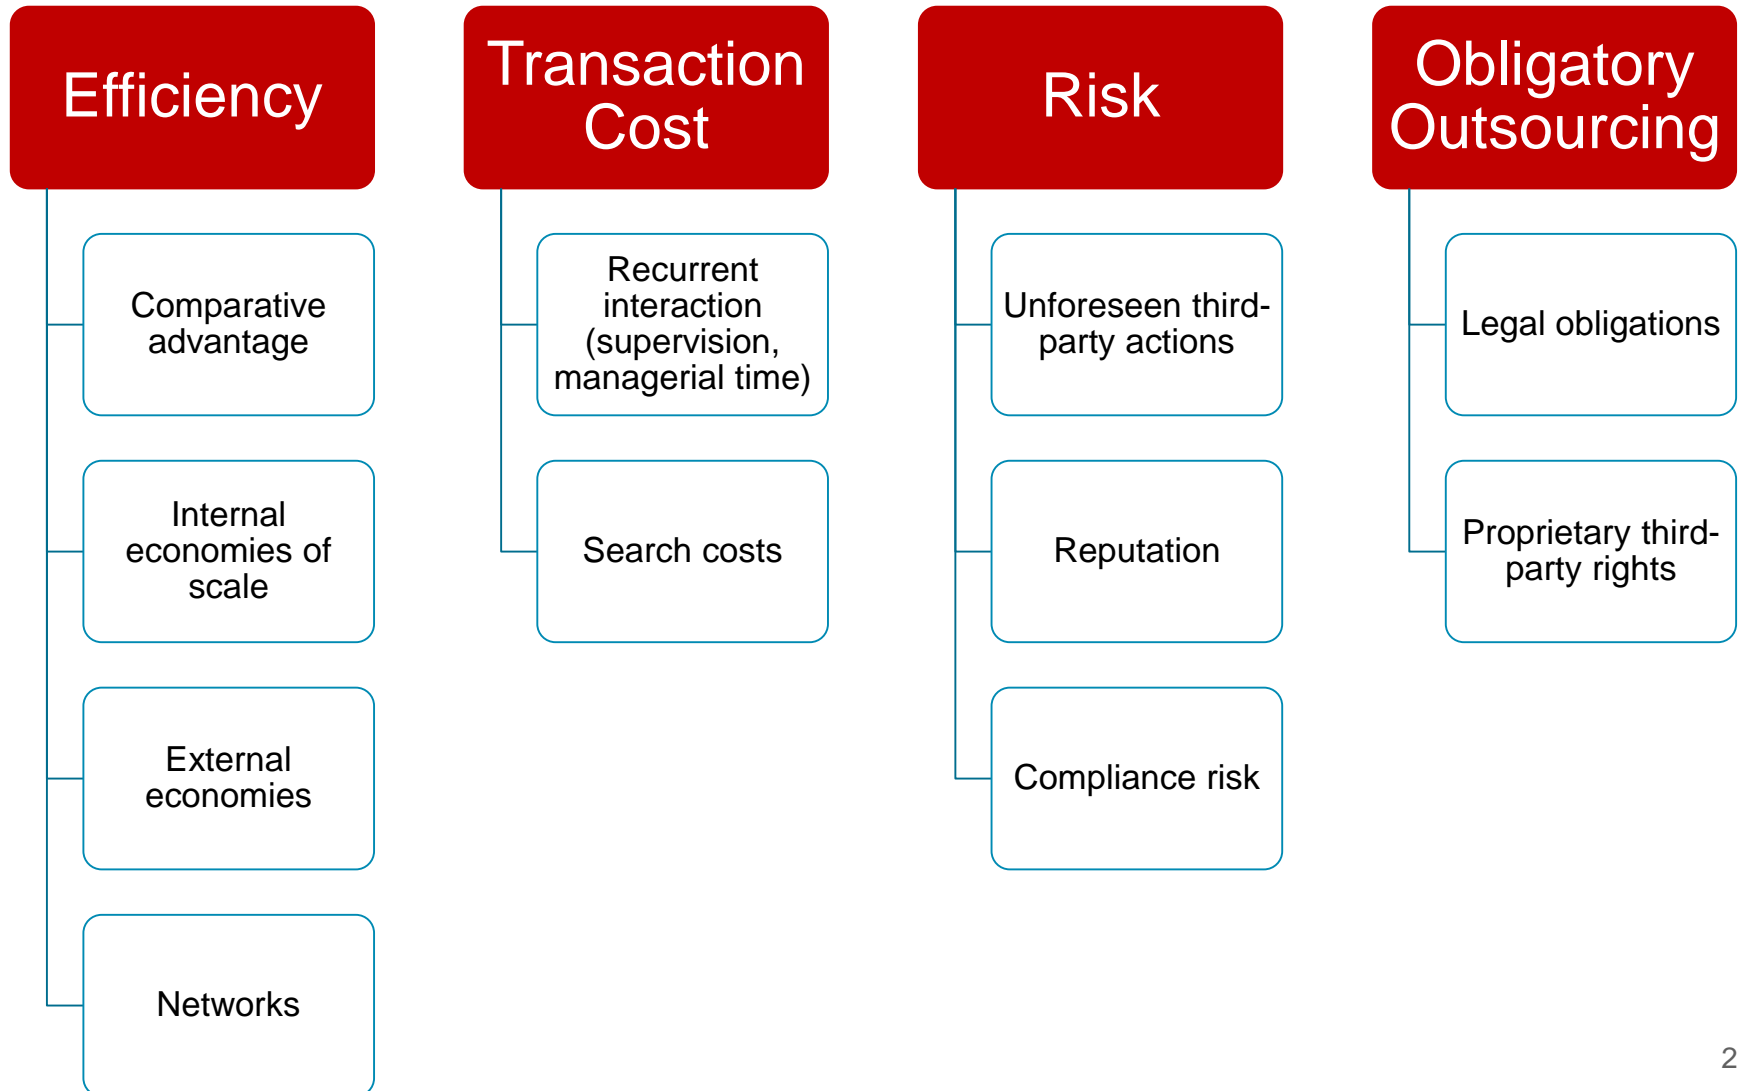 Efficiency
Comparative
advantage
Internal
economies of
scale
External
economies
Networks
Transaction
Cost
Recurrent
interaction
(supervision,
managerial time)
Search costs
Risk
Unforeseen third-
party actions
Reputation
Compliance risk
Obligatory
Outsourcing
Legal obligations
Proprietary third-
party rights
2